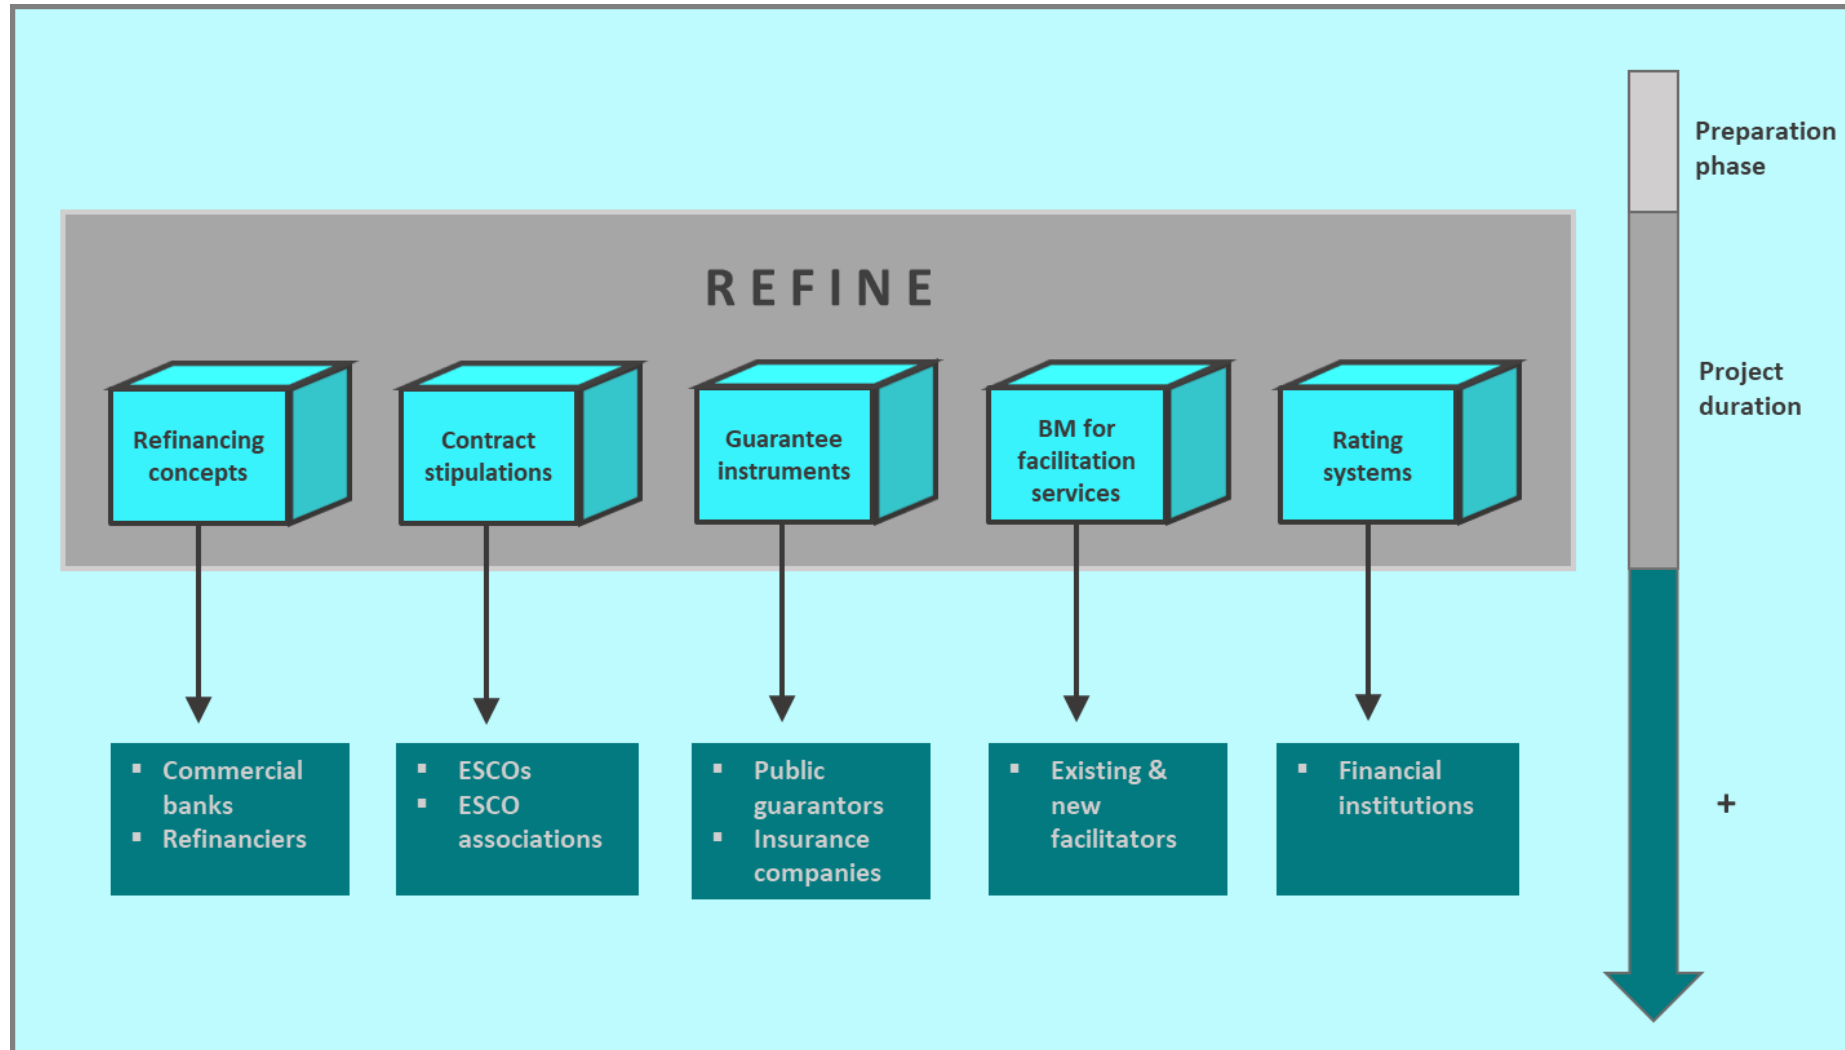 Preparation
phase
R E F I N E
Project
duration
Refinancing
concepts
Contract
stipulations
Guarantee
instruments
BM for
facilitation
services
Rating
systems
▪ Commercial
banks
▪ Refinanciers
▪ ESCOs
▪ ESCO
associations
▪ Public
guarantors
▪ Insurance
companies
▪ Existing &
new
facilitators
▪ Financial
institutions
+